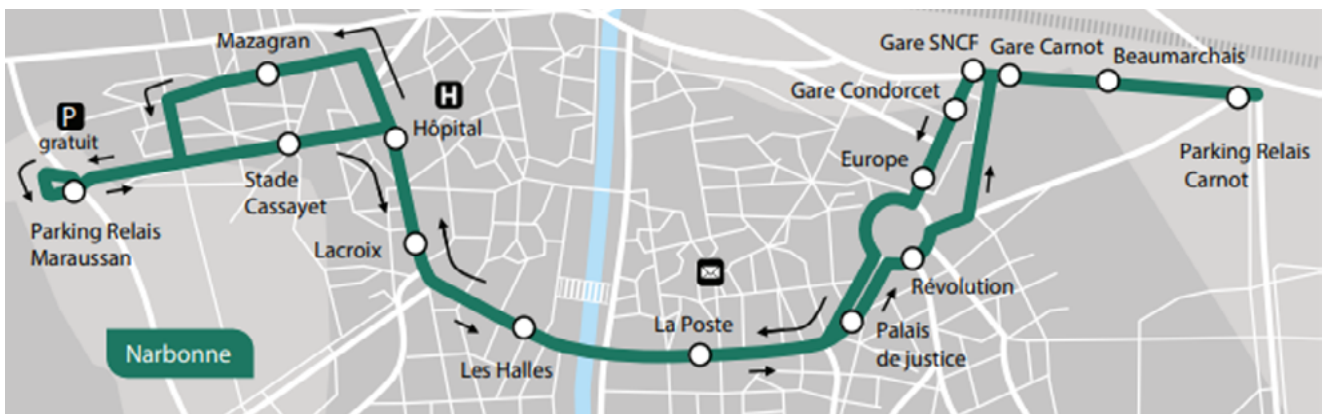 Mazagran
Gare SNCF
Gare Carnot
Beaumarchais
Gare Condorcet
P
gratuit
H
Hôpital
Europe
Stade
Cassayet
Parking Relais
Carnot
Parking Relais
Maraussan
Lacroix
Révolution
La Poste
Palais
de justice
Les Halles
Narbonne